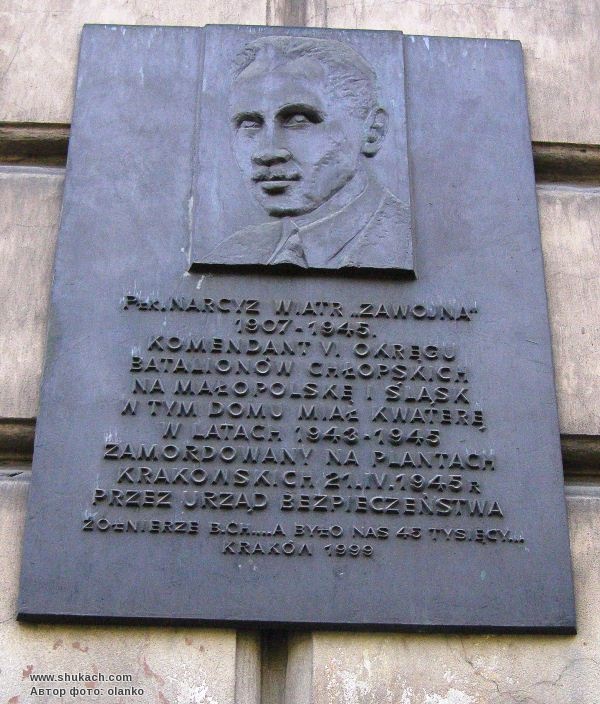 PŁK. NARCYZ WIATR „ZAWOJNA"
1907-1945.
KOMENDANT V. OKRĘGU
BATALIONÓW CHŁOPSKICH
NA MAŁOPOLSKĘ I ŚLĄSK
W TYM DOMU MIAŁ KWATERĘ
W LATACH 1943-1945
ZAMORDOWANY NA PLANTACH
KRAKOWSKICH 21.IV.1945 R
PRZEZ URZĄD BEZPIECZEŃSTWA
ŻOŁNIERZE B.CH.....A BYŁO NAS 45 TYSIĘCY...
KRAKÓW 1999
www.shukach.com
Автор фото: olanko